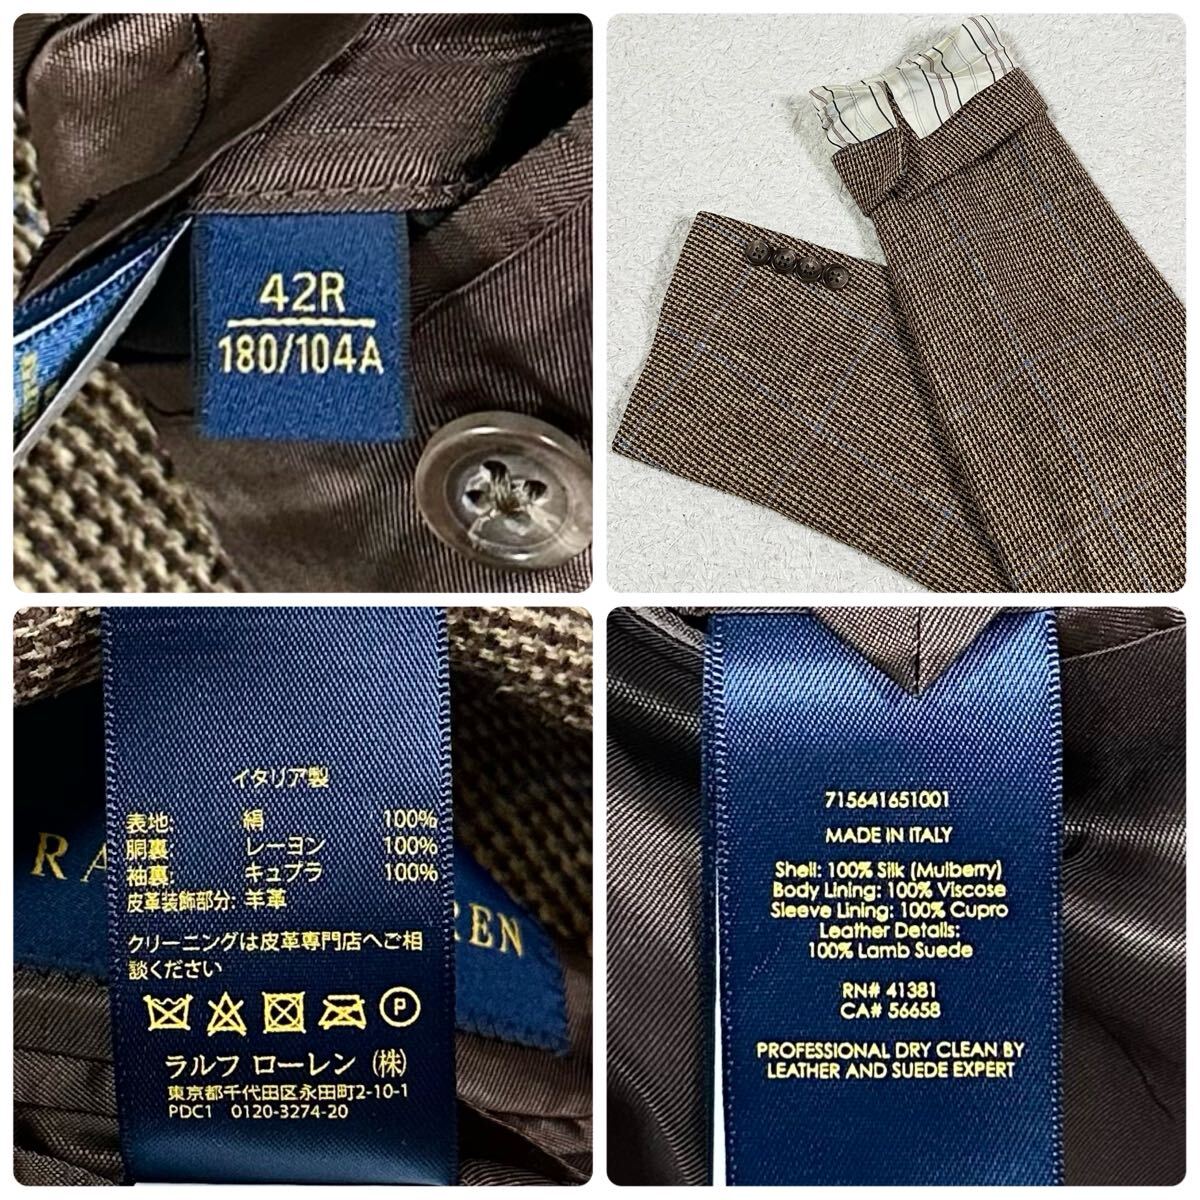 42R
180/104A
イタリア製
表地: 絹 100%
胴裏 レーヨン 100%
袖裏 キュプラ 100%
皮革装飾部分: 羊革
クリーニングは皮革専門店へご相
談ください
P
ラルフ ローレン (株)
東京都千代田区永田町2-10-1
PDC1 0120-3274-20
RA
REN
715641651001
MADE IN ITALY
Shell: 100% Silk (Mulberry)
Body Lining: 100% Viscose
Sleeve Lining: 100% Cupro
Leather Details:
100% Lamb Suede
RN# 41381
CA# 56658
PROFESSIONAL DRY CLEAN BY
LEATHER AND SUEDE EXPERT